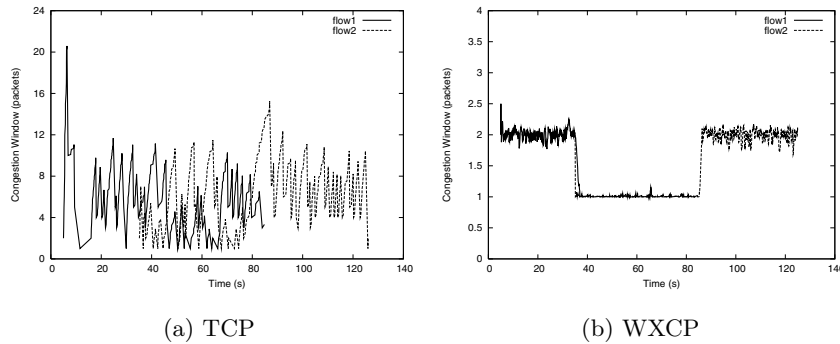 24
20
16
12
8
4
0
Congestion Window (packets)
0 20 40 60 80 100 120 140
Time (s)
flow1
flow2
(a) TCP
4
3.5
3
2.5
2
1.5
1
0.5
0
Congestion Window (packets)
0 20 40 60 80 100 120 140
Time (s)
flow1
flow2
(b) WXCP